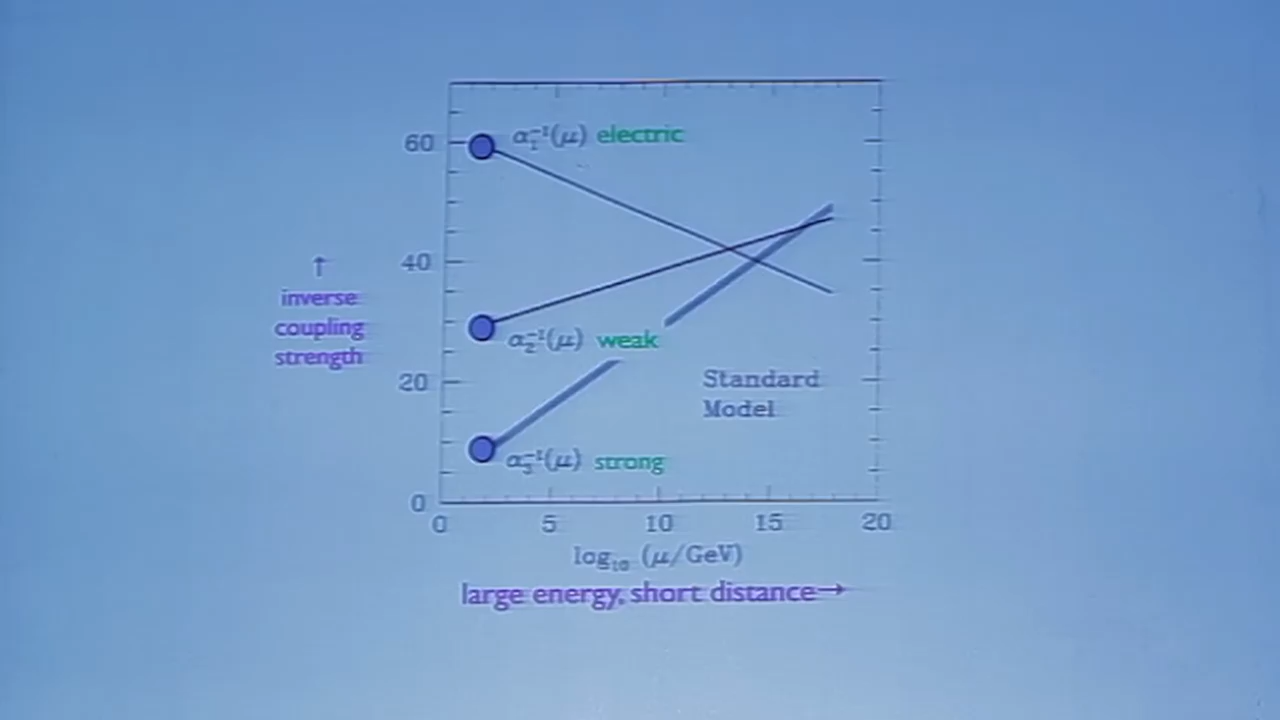 60
α₁⁻¹(μ) electric
↑
inverse
coupling
strength
40
α₂⁻¹(μ) weak
20
Standard
Model
α₃⁻¹(μ) strong
0
0 5 10 15 20
log₁₀ (μ/GeV)
large energy, short distance→